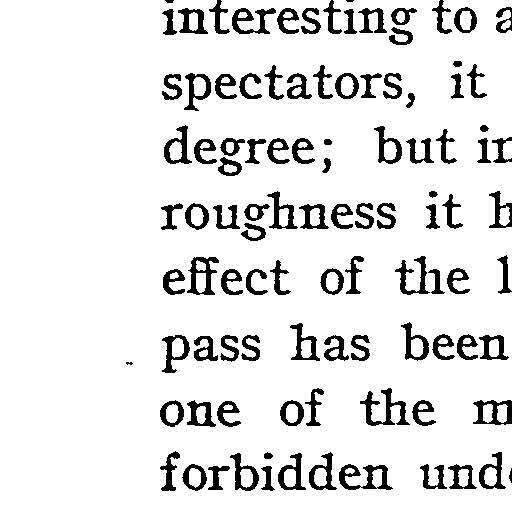 interesting to a
spectators, it
degree; but in
roughness it h
effect of the l
pass has been
one of the m
forbidden unde